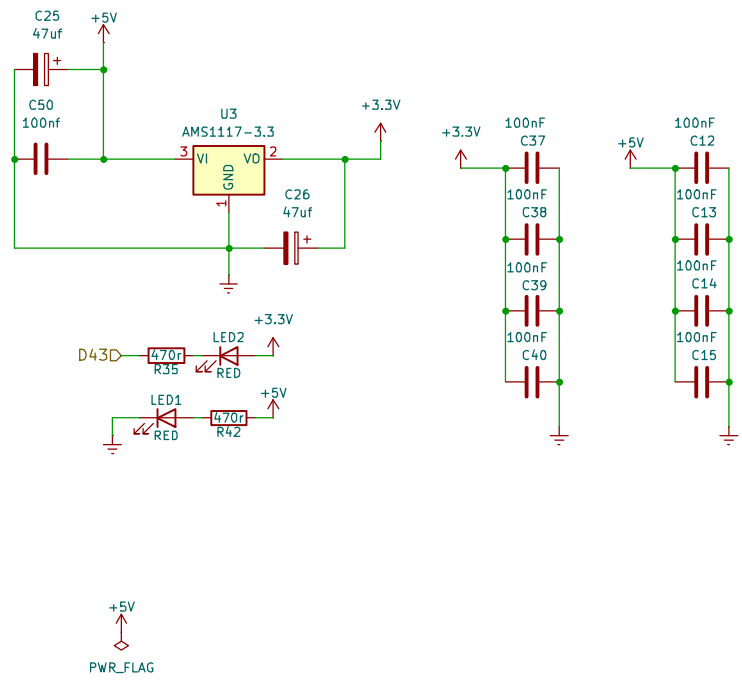 C25
47uf
+5V
C50
100nf
U3
AMS1117-3.3
3
VI
VO
2
GND
1
+3.3V
C26
47uf
+3.3V
100nF
C37
100nF
C38
100nF
C39
100nF
C40
+5V
100nF
C12
100nF
C13
100nF
C14
100nF
C15
+3.3V
D43
470r
R35
LED2
RED
LED1
RED
470r
R42
+5V
+5V
PWR_FLAG